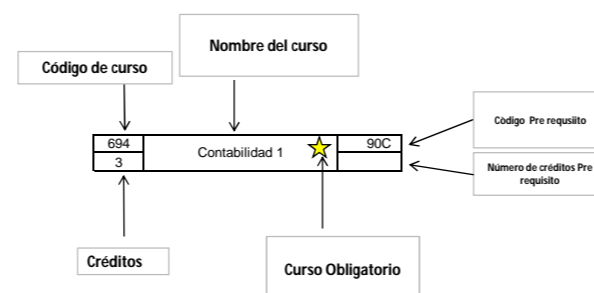 Nombre del curso
Código de curso
Còdigo Pre requsiito
694
Contabilidad 1
90C
3
Número de créditos Pre
requisito
Créditos
Curso Obligatorio